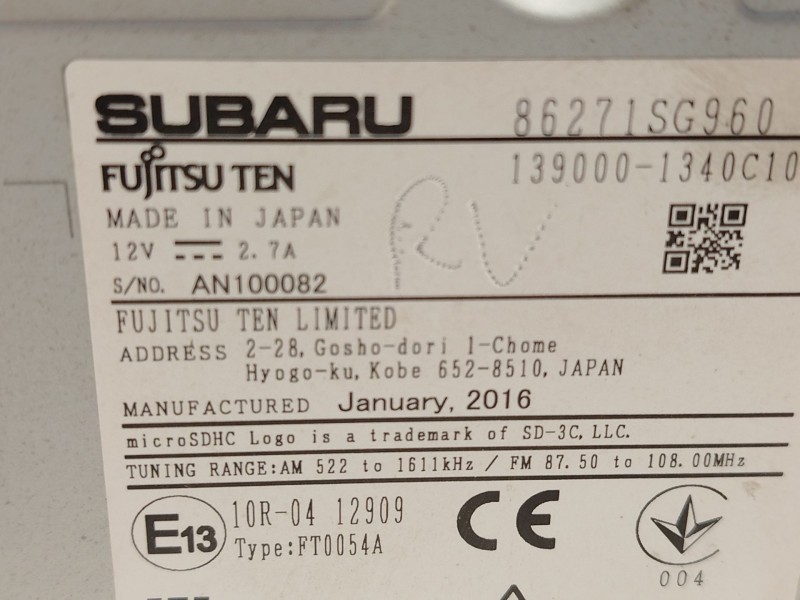 SUBARU 86271SG960
FUJITSU TEN 139000-1340C10
MADE IN JAPAN
12V 2.7A
S/NO. AN100082
RV
FUJITSU TEN LIMITED
ADDRESS 2-28, Gosho-dori 1-Chome
Hyogo-ku, Kobe 652-8510, JAPAN
MANUFACTURED January, 2016
microSDHC Logo is a trademark of SD-3C, LLC.
TUNING RANGE:AM 522 to 1611kHz / FM 87.50 to 108.00MHz
E13 10R-04 12909
Type:FT0054A
CE
004